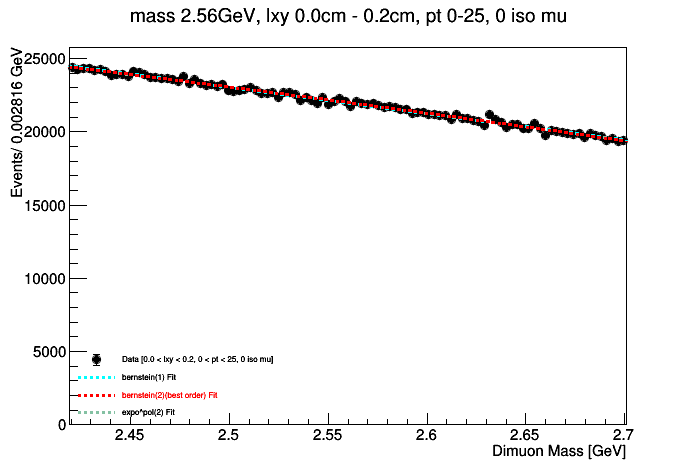 mass 2.56GeV, lxy 0.0cm - 0.2cm, pt 0-25, 0 iso mu
Events/ 0.002816 GeV
25000
20000
15000
10000
5000
0
Data [0.0 < lxy < 0.2, 0 < pt < 25, 0 iso mu]
bernstein(1) Fit
bernstein(2)(best order) Fit
expo^pol(2) Fit
2.45 2.5 2.55 2.6 2.65 2.7
Dimuon Mass [GeV]